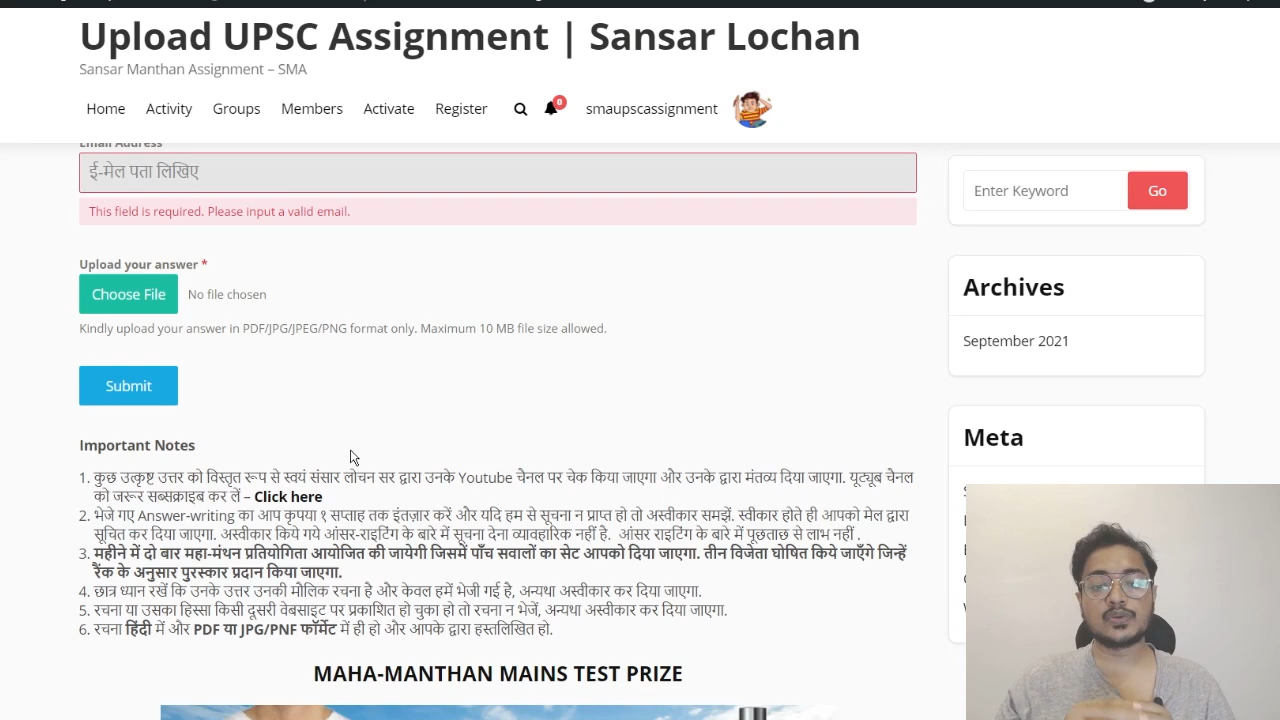 Upload UPSC Assignment | Sansar Lochan
Sansar Manthan Assignment – SMA
Home Activity Groups Members Activate Register 0 smaupscassignment
Email Address
ई-मेल पता लिखिए
This field is required. Please input a valid email.
Enter Keyword Go
Upload your answer *
Choose File No file chosen
Kindly upload your answer in PDF/JPG/JPEG/PNG format only. Maximum 10 MB file size allowed.
Submit
Archives
September 2021
Meta
Important Notes
1. कुछ उत्कृष्ट उत्तर को विस्तृत रूप से स्वयं संसार लोचन सर द्वारा उनके Youtube चैनल पर चेक किया जाएगा और उनके द्वारा मंतव्य दिया जाएगा. यूट्यूब चैनल
को जरूर सब्सक्राइब कर लें – Click here
2. भेजे गए Answer-writing का आप कृपया १ सप्ताह तक इंतज़ार करें और यदि हम से सूचना न प्राप्त हो तो अस्वीकार समझें. स्वीकार होते ही आपको मेल द्वारा
सूचित कर दिया जाएगा. अस्वीकार किये गये आंसर-राइटिंग के बारे में सूचना देना व्यावहारिक नहीं है. आंसर राइटिंग के बारे में पूछताछ से लाभ नहीं .
3. महीने में दो बार महा-मंथन प्रतियोगिता आयोजित की जायेगी जिसमें पाँच सवालों का सेट आपको दिया जाएगा. तीन विजेता घोषित किये जाएँगे जिन्हें
रैंक के अनुसार पुरस्कार प्रदान किया जाएगा.
4. छात्र ध्यान रखें कि उनके उत्तर उनकी मौलिक रचना है और केवल हमें भेजी गई है, अन्यथा अस्वीकार कर दिया जाएगा.
5. रचना या उसका हिस्सा किसी दूसरी वेबसाइट पर प्रकाशित हो चुका हो तो रचना न भेजें, अन्यथा अस्वीकार कर दिया जाएगा.
6. रचना हिंदी में और PDF या JPG/PNF फॉर्मेट में ही हो और आपके द्वारा हस्तलिखित हो.
MAHA-MANTHAN MAINS TEST PRIZE